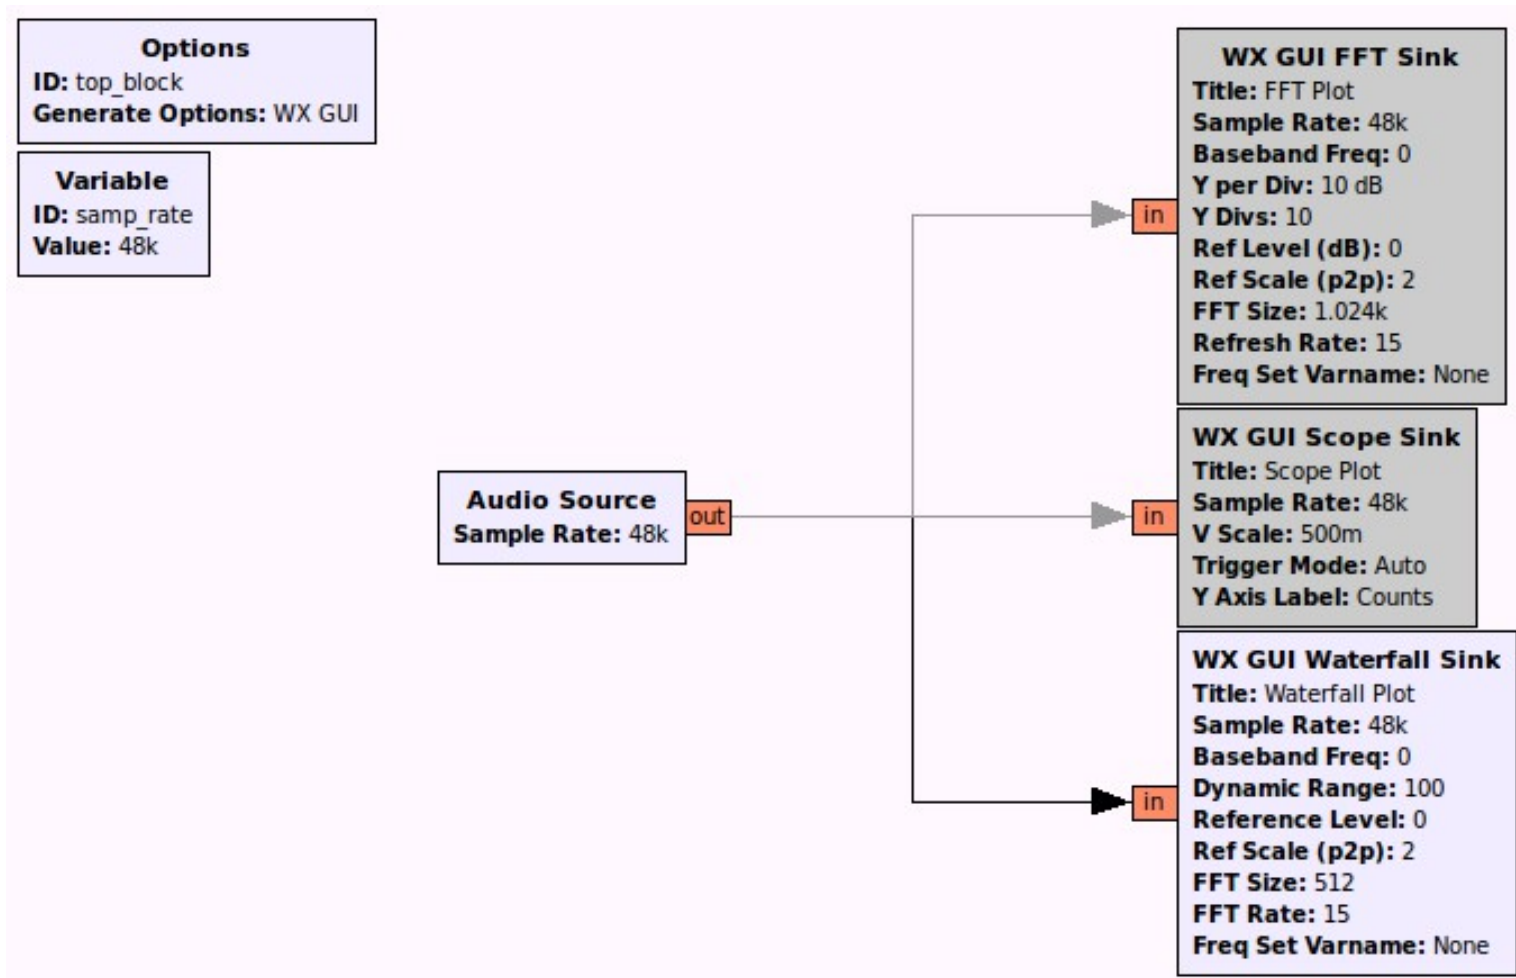 Options
ID: top_block
Generate Options: WX GUI
Variable
ID: samp_rate
Value: 48k
Audio Source
Sample Rate: 48k
out
in
WX GUI FFT Sink
Title: FFT Plot
Sample Rate: 48k
Baseband Freq: 0
Y per Div: 10 dB
Y Divs: 10
Ref Level (dB): 0
Ref Scale (p2p): 2
FFT Size: 1.024k
Refresh Rate: 15
Freq Set Varname: None
in
WX GUI Scope Sink
Title: Scope Plot
Sample Rate: 48k
V Scale: 500m
Trigger Mode: Auto
Y Axis Label: Counts
in
WX GUI Waterfall Sink
Title: Waterfall Plot
Sample Rate: 48k
Baseband Freq: 0
Dynamic Range: 100
Reference Level: 0
Ref Scale (p2p): 2
FFT Size: 512
FFT Rate: 15
Freq Set Varname: None